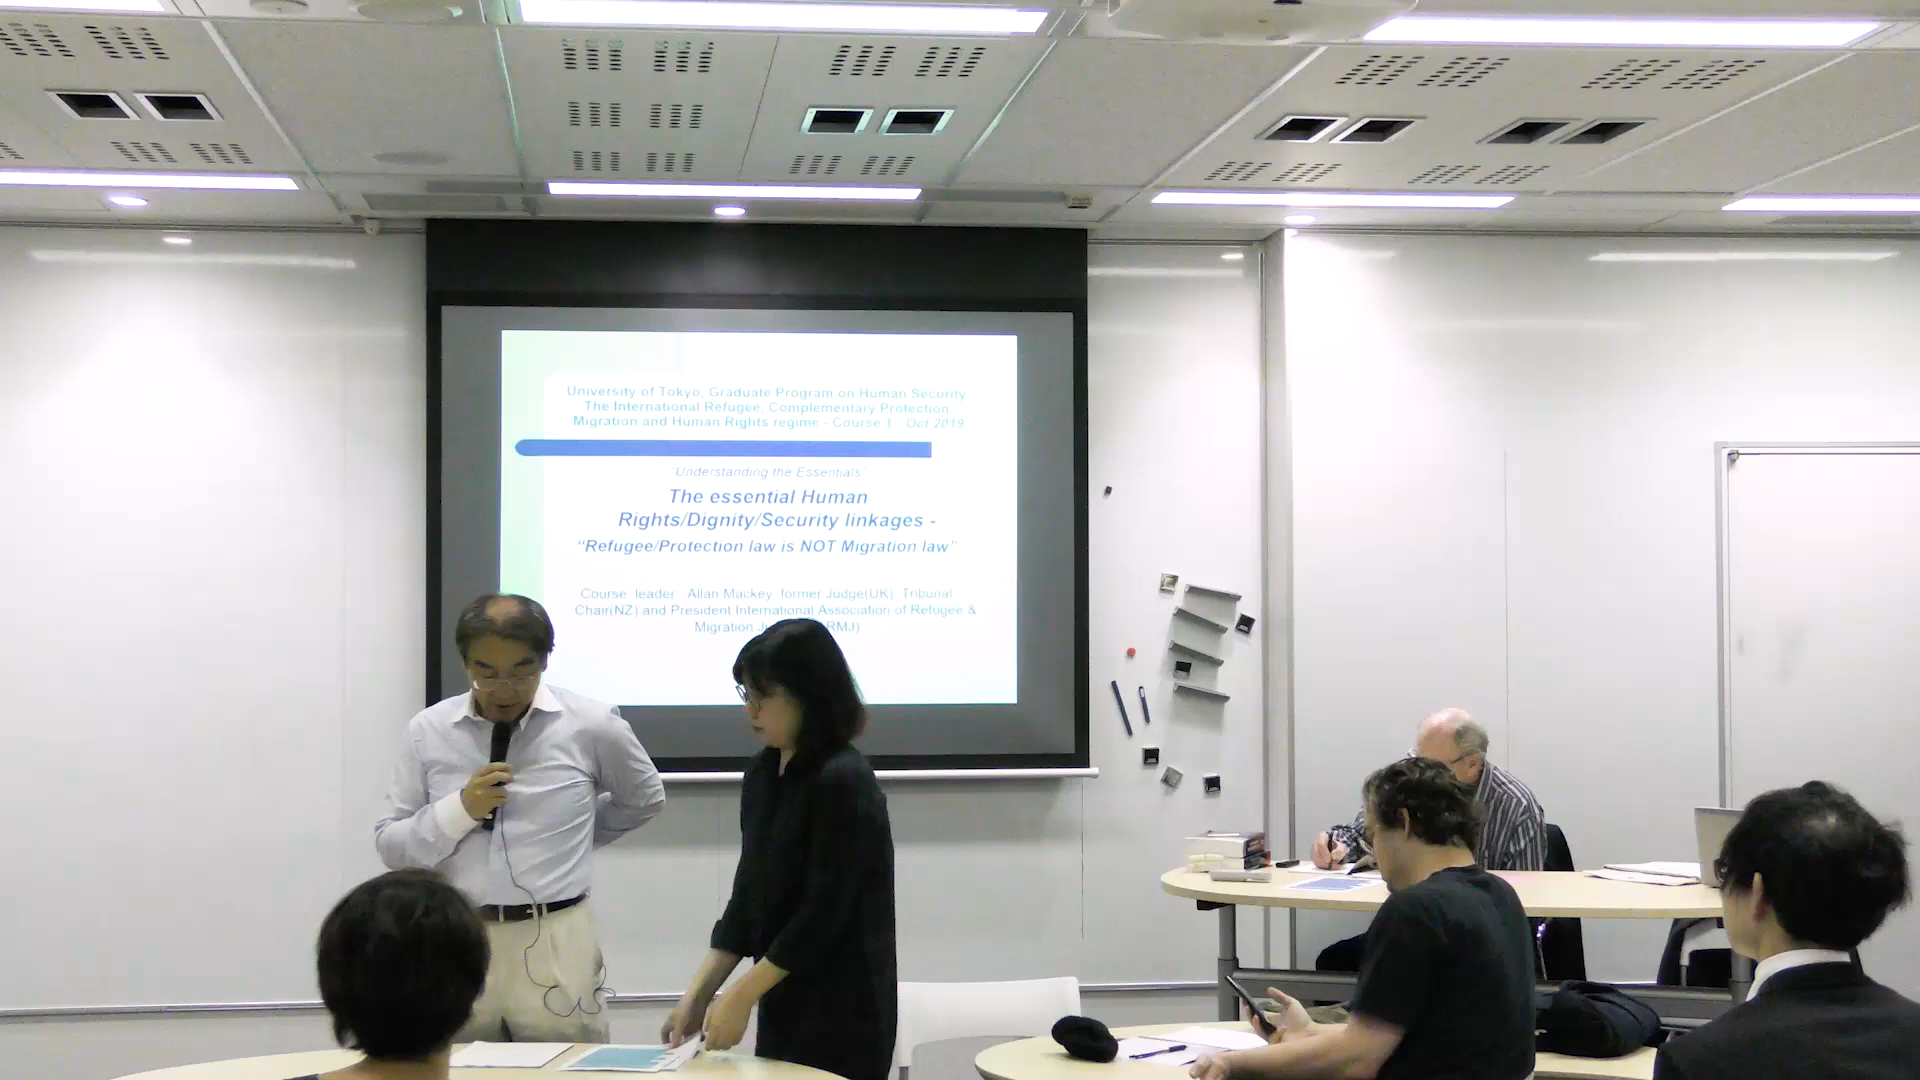 University of Tokyo, Graduate Program on Human Security
The International Refugee, Complementary Protection
Migration and Human Rights regime - Course I Oct 2019
"Understanding the Essentials"
The essential Human
Rights/Dignity/Security linkages -
"Refugee/Protection law is NOT Migration law"
Course leader Allan Mackey former Judge(UK) Tribunal
Chair(NZ) and President International Association of Refugee &
Migration RMJ)